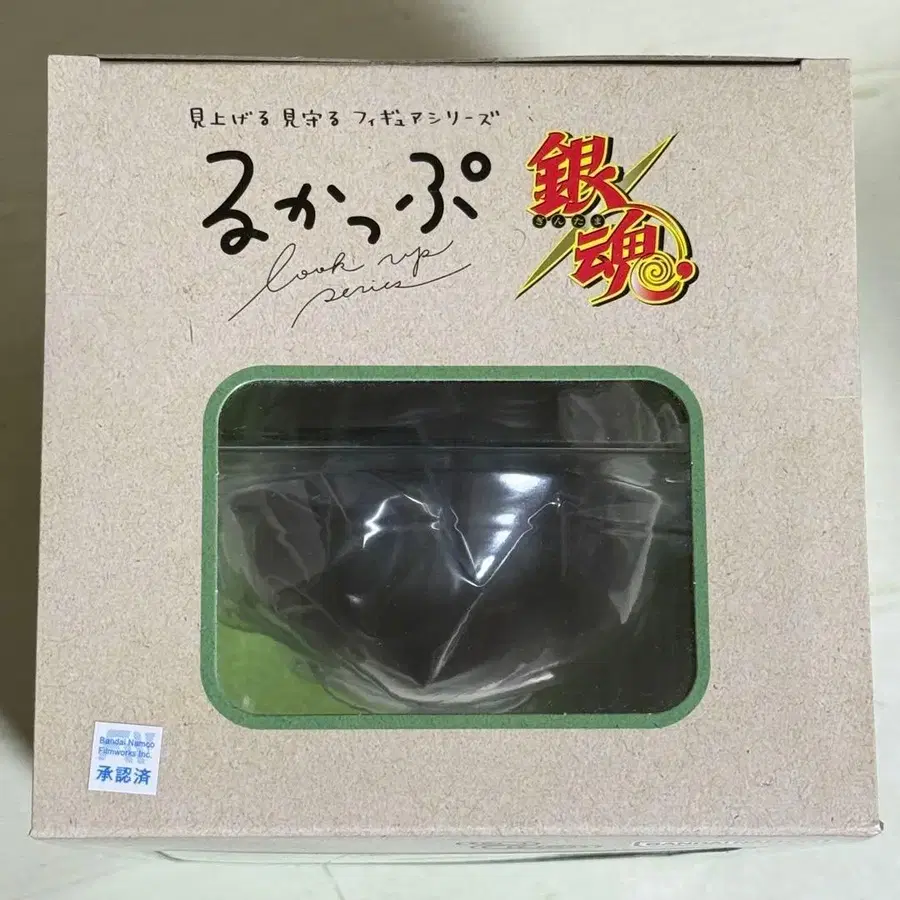 見上げる 見守る フィギュアシリーズ
るかっぷ
look up
series
銀魂
ぎんたま
Bandai Namco
Filmworks Inc.
承認済